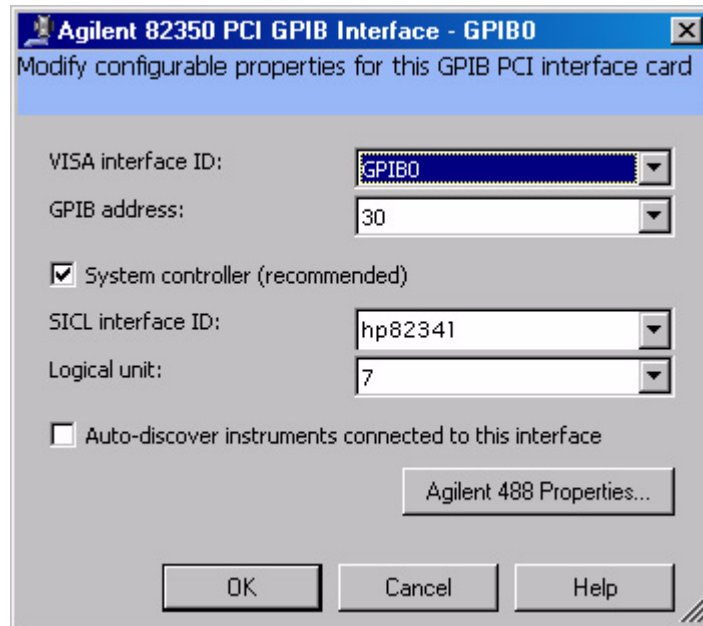 Agilent 82350 PCI GPIB Interface - GPIB0
Modify configurable properties for this GPIB PCI interface card
VISA interface ID: GPIB0
GPIB address: 30
System controller (recommended)
SICL interface ID: hp82341
Logical unit: 7
Auto-discover instruments connected to this interface
Agilent 488 Properties...
OK Cancel Help